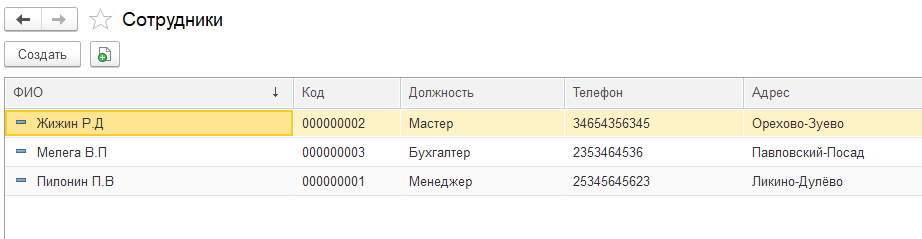 Сотрудники
Создать
ФИО Код Должность Телефон Адрес
Жижин Р.Д 000000002 Мастер 34654356345 Орехово-Зуево
Мелега В.П 000000003 Бухгалтер 2353464536 Павловский-Посад
Пилонин П.В 000000001 Менеджер 25345645623 Ликино-Дулёво